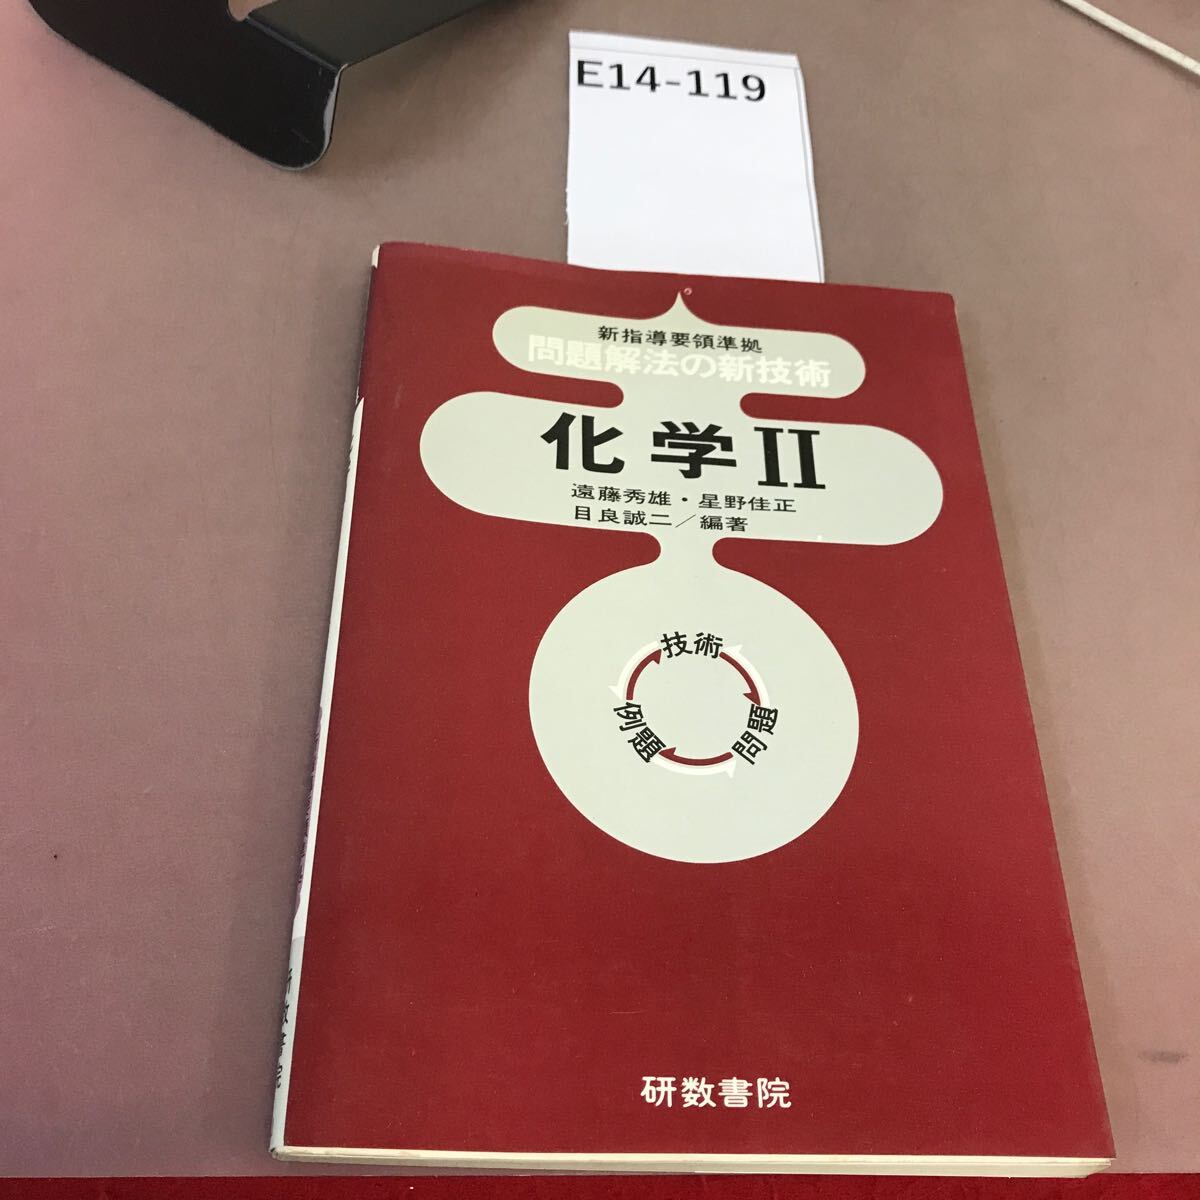 E14-119
新指導要領準拠
問題解法の新技術
化学II
遠藤秀雄・星野佳正
目良誠二/編著
技術
例題
問題
研数書院